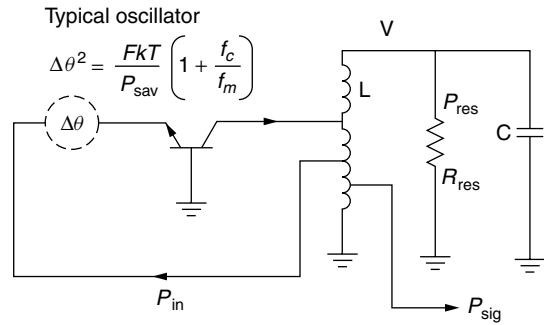 Typical oscillator
Δθ² = FkT / P_sav (1 + f_c / f_m)
Δθ
V
L
P_res
R_res
C
P_in
P_sig